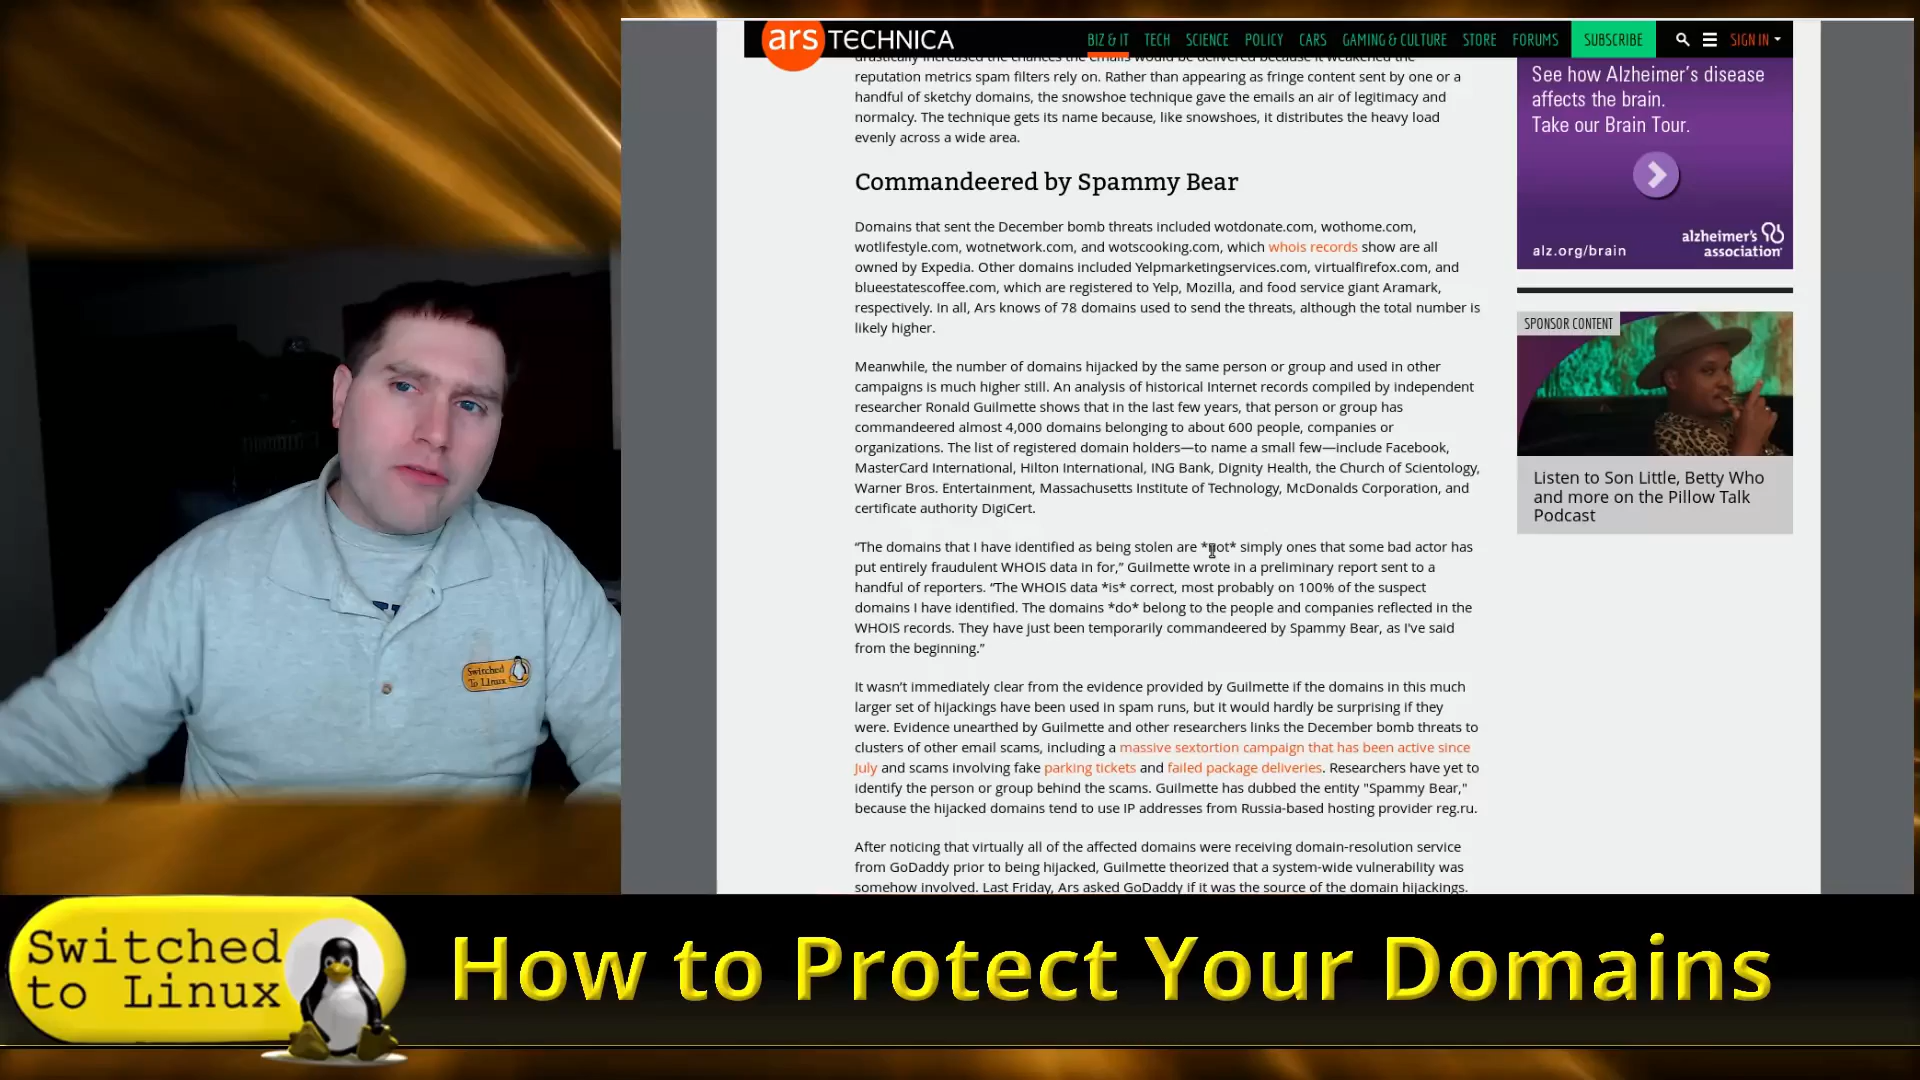 ars TECHNICA
BIZ & IT TECH SCIENCE POLICY CARS GAMING & CULTURE STORE FORUMS SUBSCRIBE SIGN IN
drastically increased the chances the emails would be delivered because it weakened the
reputation metrics spam filters rely on. Rather than appearing as fringe content sent by one or a
handful of sketchy domains, the snowshoe technique gave the emails an air of legitimacy and
normalcy. The technique gets its name because, like snowshoes, it distributes the heavy load
evenly across a wide area.
Commandeered by Spammy Bear
Domains that sent the December bomb threats included wotdonate.com, wothome.com,
wotlifestyle.com, wotnetwork.com, and wotscooking.com, which whois records show are all
owned by Expedia. Other domains included Yelpmarketingservices.com, virtualfirefox.com, and
blueestatescoffee.com, which are registered to Yelp, Mozilla, and food service giant Aramark,
respectively. In all, Ars knows of 78 domains used to send the threats, although the total number is
likely higher.
Meanwhile, the number of domains hijacked by the same person or group and used in other
campaigns is much higher still. An analysis of historical Internet records compiled by independent
researcher Ronald Guilmette shows that in the last few years, that person or group has
commandeered almost 4,000 domains belonging to about 600 people, companies or
organizations. The list of registered domain holders—to name a small few—include Facebook,
MasterCard International, Hilton International, ING Bank, Dignity Health, the Church of Scientology,
Warner Bros. Entertainment, Massachusetts Institute of Technology, McDonalds Corporation, and
certificate authority DigiCert.
“The domains that I have identified as being stolen are *not* simply ones that some bad actor has
put entirely fraudulent WHOIS data in for,” Guilmette wrote in a preliminary report sent to a
handful of reporters. “The WHOIS data *is* correct, most probably on 100% of the suspect
domains I have identified. The domains *do* belong to the people and companies reflected in the
WHOIS records. They have just been temporarily commandeered by Spammy Bear, as I've said
from the beginning.”
It wasn’t immediately clear from the evidence provided by Guilmette if the domains in this much
larger set of hijackings have been used in spam runs, but it would hardly be surprising if they
were. Evidence unearthed by Guilmette and other researchers links the December bomb threats to
clusters of other email scams, including a massive sextortion campaign that has been active since
July and scams involving fake parking tickets and failed package deliveries. Researchers have yet to
identify the person or group behind the scams. Guilmette has dubbed the entity "Spammy Bear,"
because the hijacked domains tend to use IP addresses from Russia-based hosting provider reg.ru.
After noticing that virtually all of the affected domains were receiving domain-resolution service
from GoDaddy prior to being hijacked, Guilmette theorized that a system-wide vulnerability was
somehow involved. Last Friday, Ars asked GoDaddy if it was the source of the domain hijackings.
See how Alzheimer’s disease
affects the brain.
Take our Brain Tour.
alz.org/brain
alzheimer's
association
SPONSOR CONTENT
Listen to Son Little, Betty Who
and more on the Pillow Talk
Podcast
Switched
To Linux
Switched
to Linux
How to Protect Your Domains